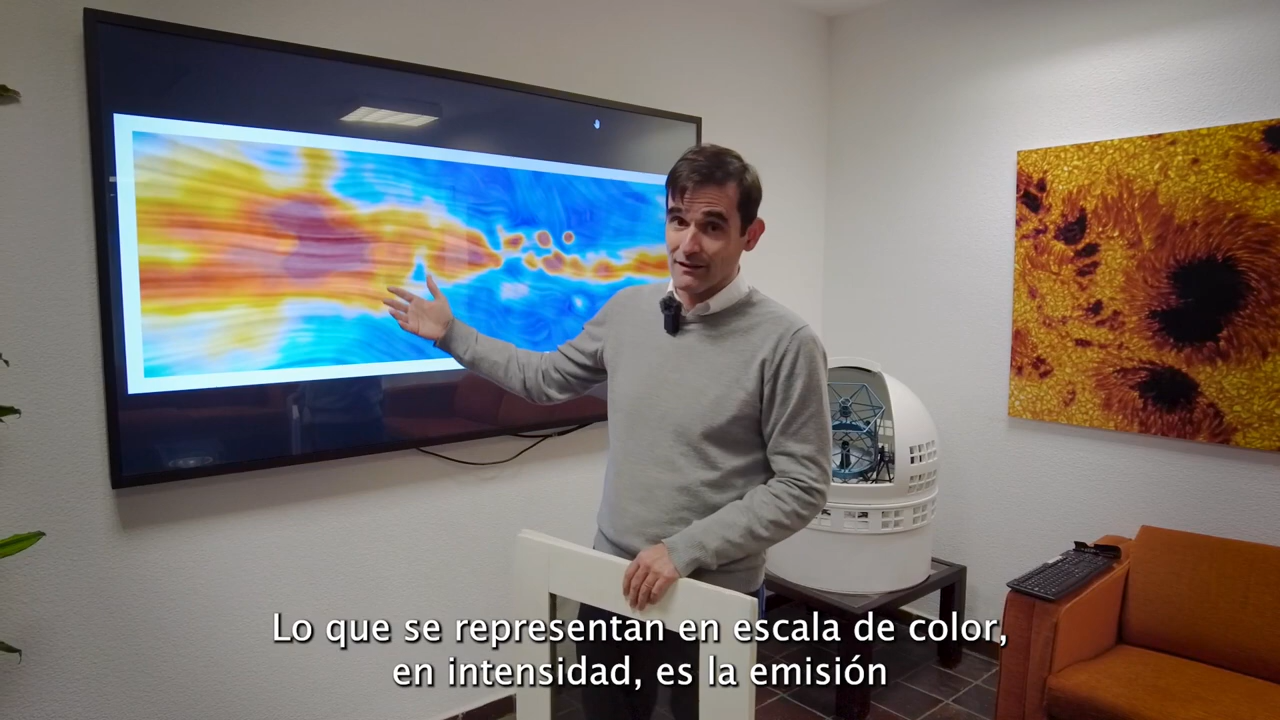 Lo que se representan en escala de color,
en intensidad, es la emisión